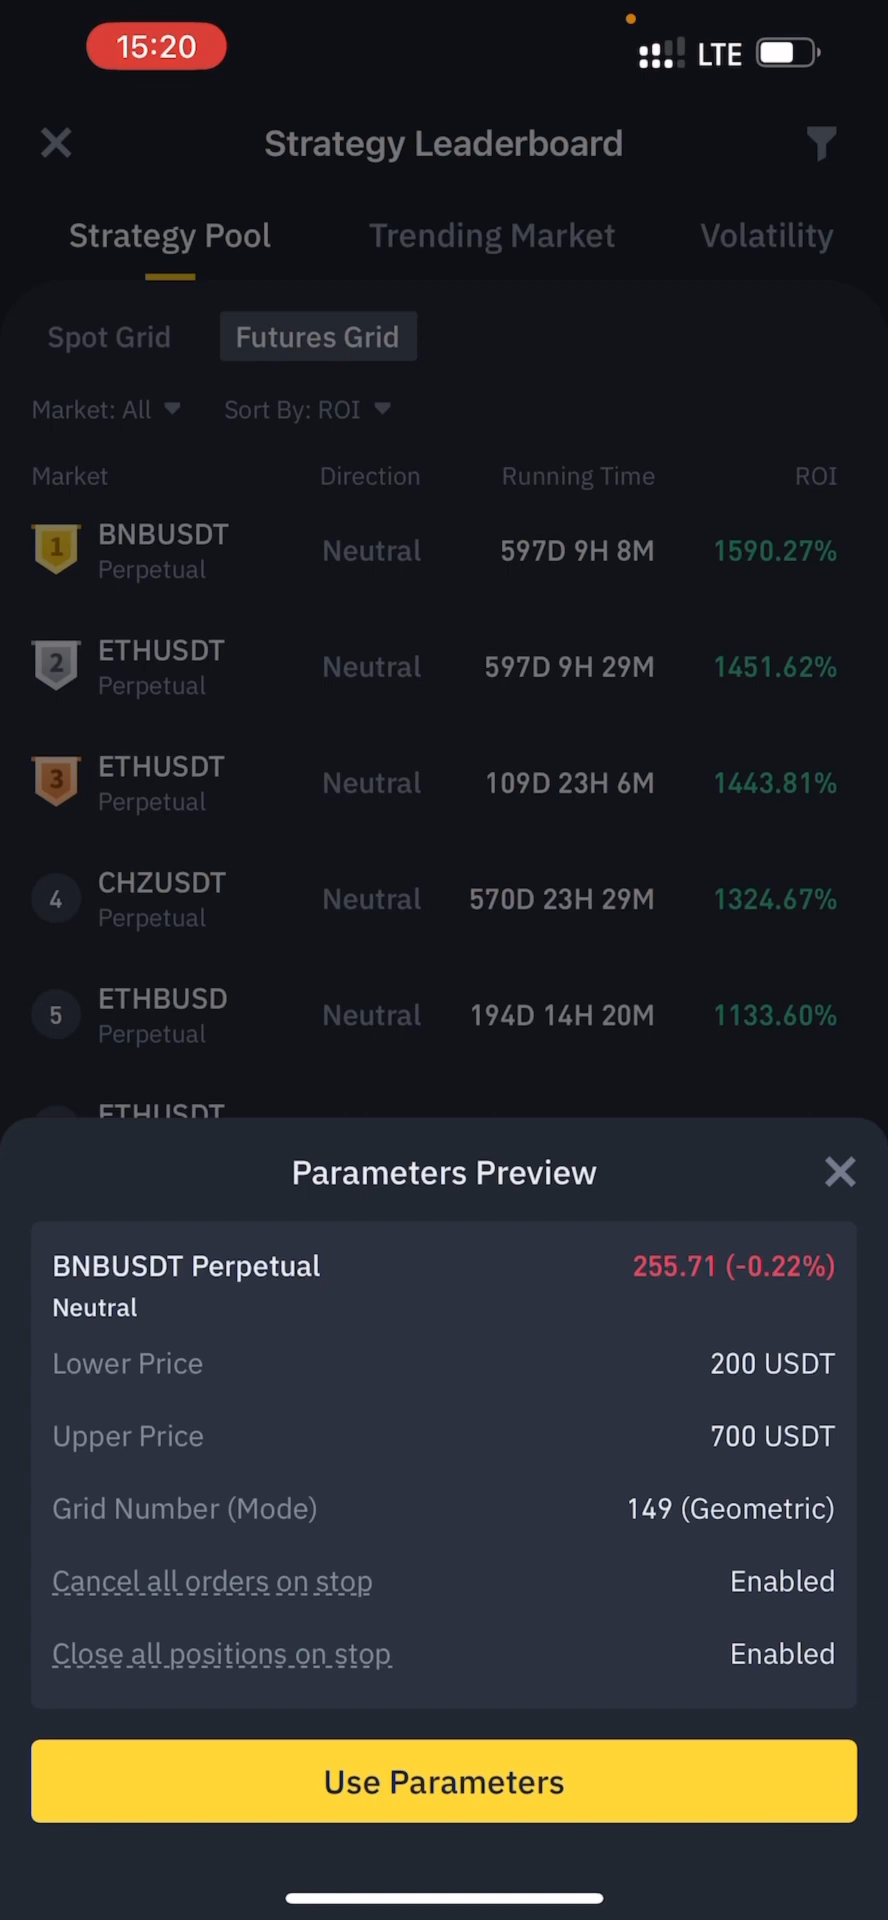 15:20
LTE
Strategy Leaderboard
Strategy Pool Trending Market Volatility
Spot Grid Futures Grid
Market: All Sort By: ROI
Market Direction Running Time ROI
1 BNBUSDT Perpetual Neutral 597D 9H 8M 1590.27%
2 ETHUSDT Perpetual Neutral 597D 9H 29M 1451.62%
3 ETHUSDT Perpetual Neutral 109D 23H 6M 1443.81%
4 CHZUSDT Perpetual Neutral 570D 23H 29M 1324.67%
5 ETHBUSD Perpetual Neutral 194D 14H 20M 1133.60%
ETHUSDT
Parameters Preview
BNBUSDT Perpetual 255.71 (-0.22%)
Neutral
Lower Price 200 USDT
Upper Price 700 USDT
Grid Number (Mode) 149 (Geometric)
Cancel all orders on stop Enabled
Close all positions on stop Enabled
Use Parameters